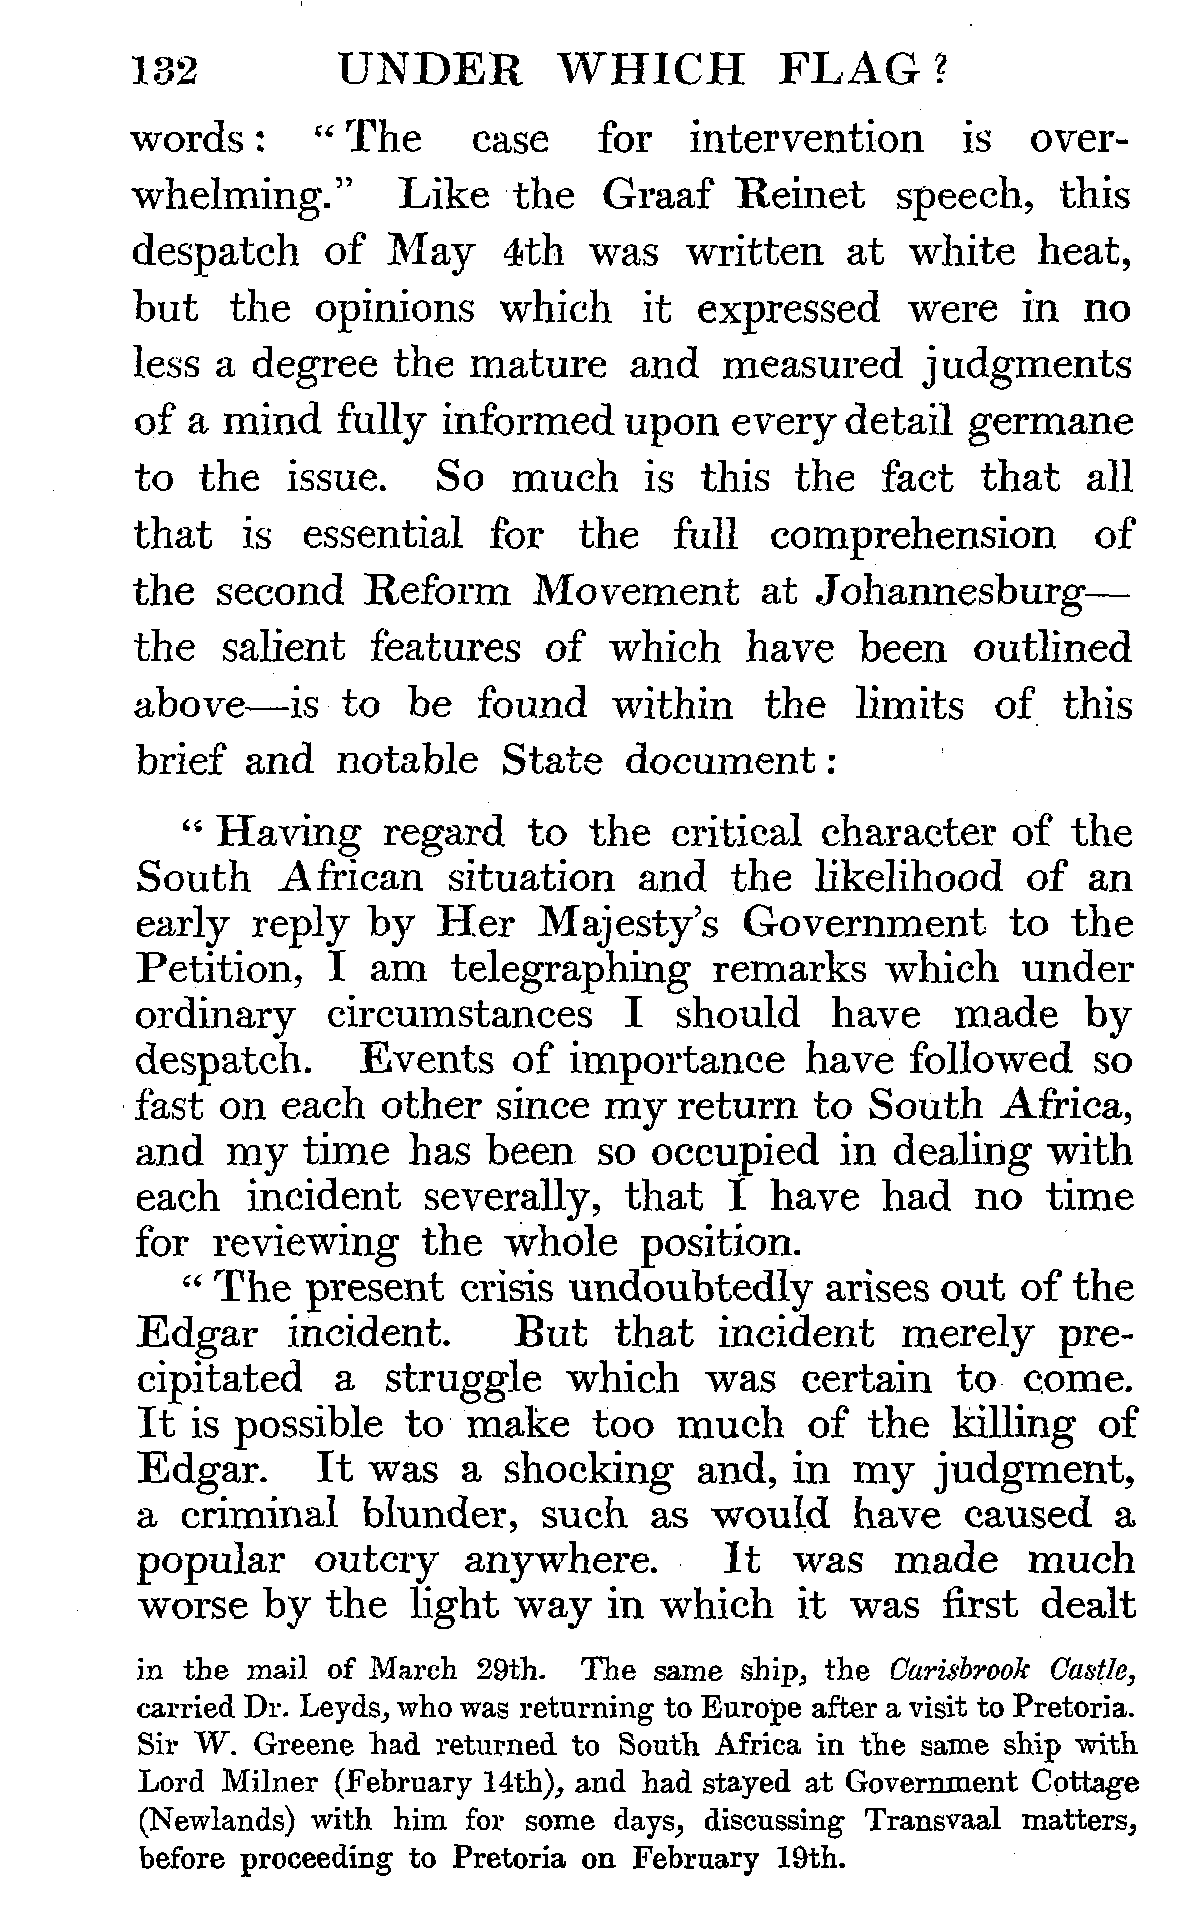 132 UNDER WHICH FLAG?
words: "The case for intervention is over-
whelming." Like the Graaf Reinet speech, this
despatch of May 4th was written at white heat,
but the opinions which it expressed were in no
less a degree the mature and measured judgments
of a mind fully informed upon every detail germane
to the issue. So much is this the fact that all
that is essential for the full comprehension of
the second Reform Movement at Johannesburg—
the salient features of which have been outlined
above—is to be found within the limits of this
brief and notable State document:
"Having regard to the critical character of the
South African situation and the likelihood of an
early reply by Her Majesty's Government to the
Petition, I am telegraphing remarks which under
ordinary circumstances I should have made by
despatch. Events of importance have followed so
fast on each other since my return to South Africa,
and my time has been so occupied in dealing with
each incident severally, that I have had no time
for reviewing the whole position.
"The present crisis undoubtedly arises out of the
Edgar incident. But that incident merely pre-
cipitated a struggle which was certain to come.
It is possible to make too much of the killing of
Edgar. It was a shocking and, in my judgment,
a criminal blunder, such as would have caused a
popular outcry anywhere. It was made much
worse by the light way in which it was first dealt
in the mail of March 29th. The same ship, the Carisbrook Castle,
carried Dr. Leyds, who was returning to Europe after a visit to Pretoria.
Sir W. Greene had returned to South Africa in the same ship with
Lord Milner (February 14th), and had stayed at Government Cottage
(Newlands) with him for some days, discussing Transvaal matters,
before proceeding to Pretoria on February 19th.